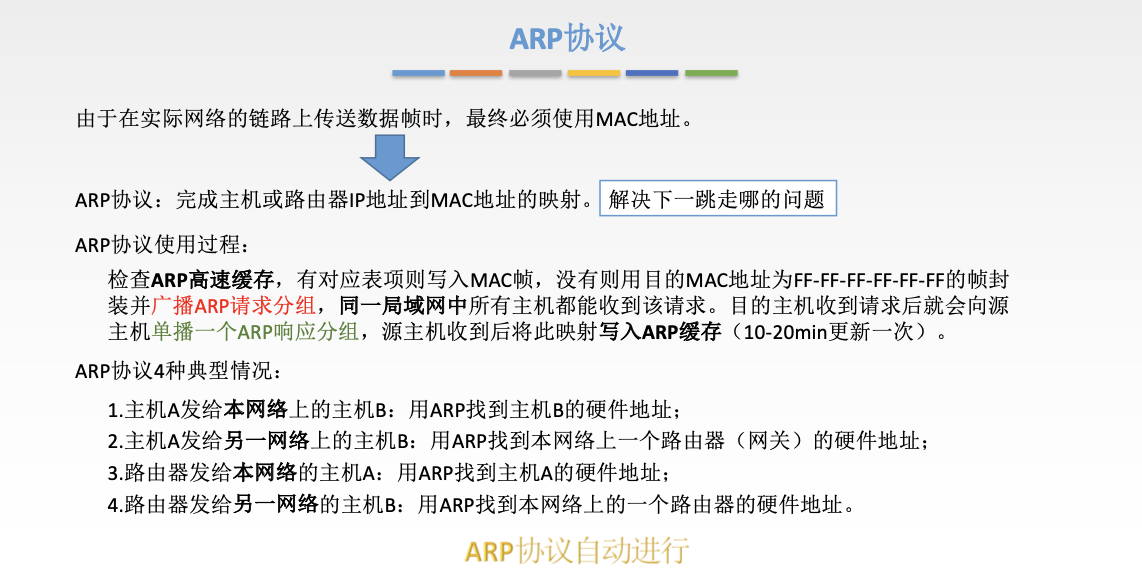 ARP协议
由于在实际网络的链路上传送数据帧时，最终必须使用MAC地址。
ARP协议：完成主机或路由器IP地址到MAC地址的映射。 解决下一跳走哪的问题
ARP协议使用过程：
检查ARP高速缓存，有对应表项则写入MAC帧，没有则用目的MAC地址为FF-FF-FF-FF-FF-FF的帧封
装并广播ARP请求分组，同一局域网中所有主机都能收到该请求。目的主机收到请求后就会向源
主机单播一个ARP响应分组，源主机收到后将此映射写入ARP缓存（10-20min更新一次）。
ARP协议4种典型情况：
1.主机A发给本网络上的主机B：用ARP找到主机B的硬件地址；
2.主机A发给另一网络上的主机B：用ARP找到本网络上一个路由器（网关）的硬件地址；
3.路由器发给本网络的主机A：用ARP找到主机A的硬件地址；
4.路由器发给另一网络的主机B：用ARP找到本网络上的一个路由器的硬件地址。
ARP协议自动进行